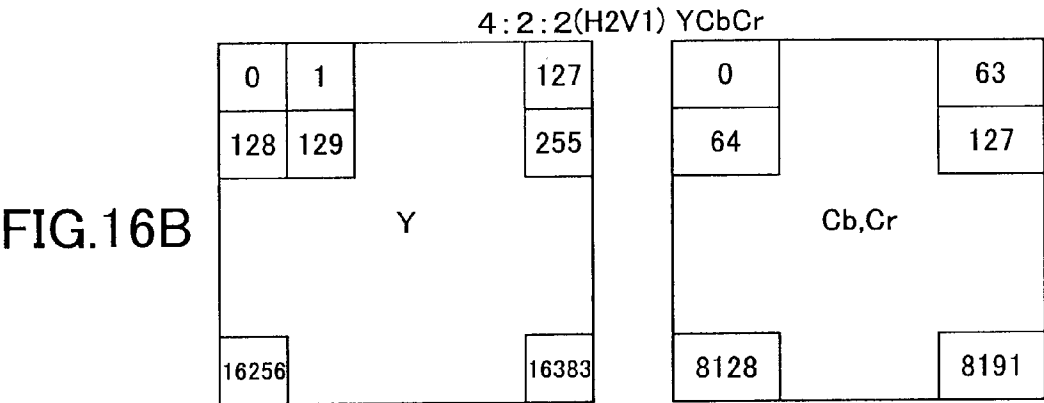 4:2:2(H2V1) YCbCr
0 1 127 0 63
128 129 255 64 127
FIG.16B Y Cb,Cr
16256 16383 8128 8191